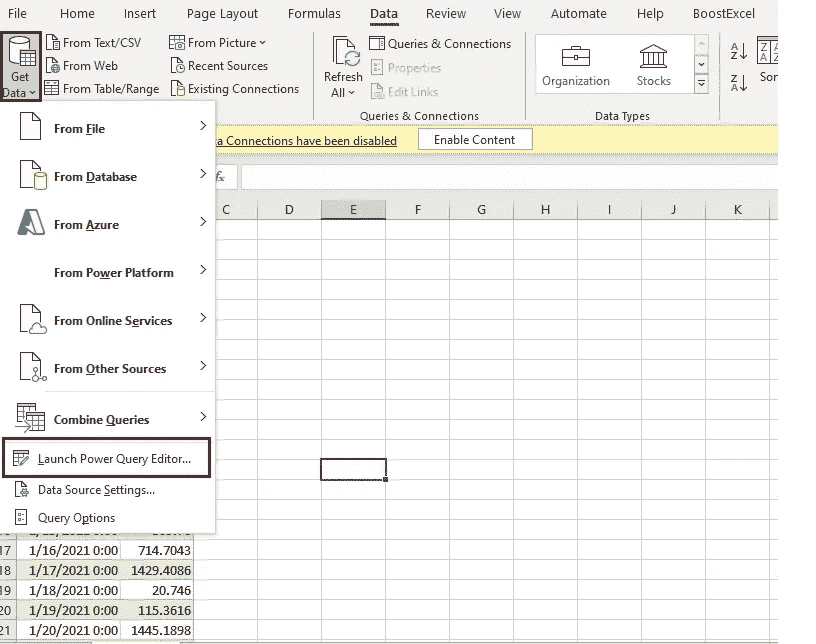 File Home Insert Page Layout Formulas Data Review View Automate Help BoostExcel
Get
Data
From Text/CSV
From Web
From Table/Range
From Picture
Recent Sources
Existing Connections
Refresh
All
Queries & Connections
Properties
Edit Links
Queries & Connections
Organization
Stocks
Data Types
A
Z
Z
A
Z A
A Z
Sor
a Connections have been disabled Enable Content
fx
C D E F G H I J K
From File
From Database
From Azure
From Power Platform
From Online Services
From Other Sources
Combine Queries
Launch Power Query Editor...
Data Source Settings...
Query Options
17 1/16/2021 0:00 714.7043
18 1/17/2021 0:00 1429.4086
19 1/18/2021 0:00 20.746
20 1/19/2021 0:00 115.3616
21 1/20/2021 0:00 1445.1898